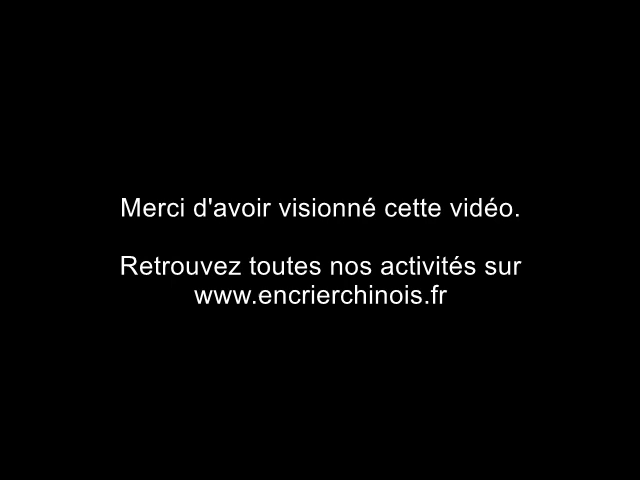 Merci d'avoir visionné cette vidéo.
Retrouvez toutes nos activités sur
www.encrierchinois.fr